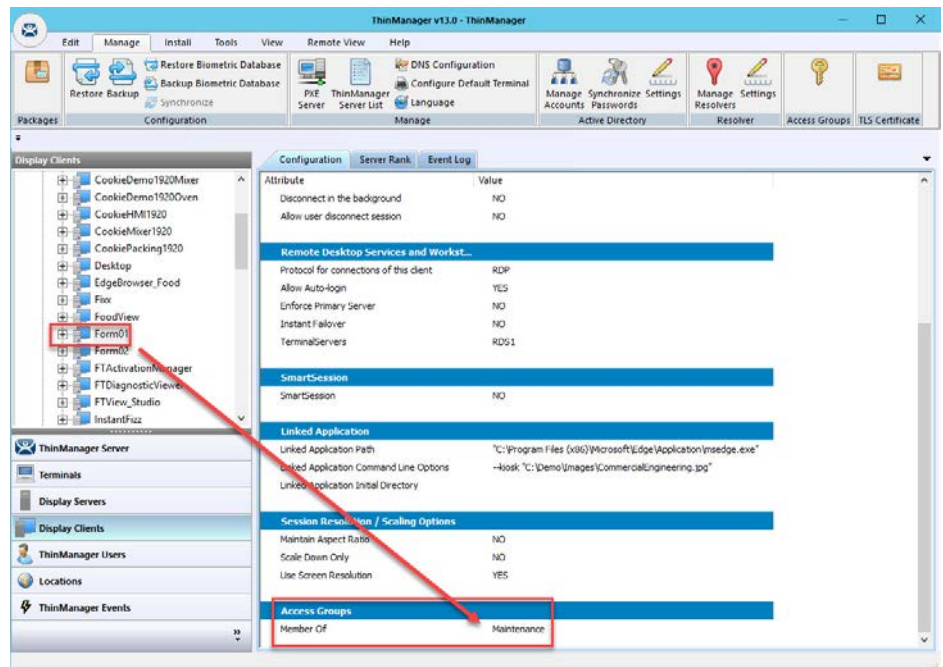 ThinManager v13.0 - ThinManager
Edit Manage Install Tools View Remote View Help
Packages
Restore Backup
Restore Biometric Database
Backup Biometric Database
Synchronize
Configuration
PXE Server
ThinManager Server List
DNS Configuration
Configure Default Terminal
Language
Manage
Manage Accounts
Synchronize Passwords
Settings
Active Directory
Manage Resolvers
Settings
Resolver
Access Groups
TLS Certificate
Display Clients
CookieDemo1920Mixer
CookieDemo1920Oven
CookieHMI1920
CookieMixer1920
CookiePacking1920
Desktop
EdgeBrowser_Food
Fixx
FoodView
Form01
Form02
FTActivationManager
FTDiagnosticViewer
FTView_Studio
InstantFizz
ThinManager Server
Terminals
Display Servers
Display Clients
ThinManager Users
Locations
ThinManager Events
Configuration Server Rank Event Log
Attribute Value
Disconnect in the background NO
Allow user disconnect session NO
Remote Desktop Services and Workst...
Protocol for connections of this client RDP
Allow Auto-login YES
Enforce Primary Server NO
Instant Failover NO
TerminalServers RDS1
SmartSession
SmartSession NO
Linked Application
Linked Application Path "C:\Program Files (x86)\Microsoft\Edge\Application\msedge.exe"
Linked Application Command Line Options --kiosk "C:\Demo\Images\CommercialEngineering.jpg"
Linked Application Initial Directory
Session Resolution / Scaling Options
Maintain Aspect Ratio NO
Scale Down Only NO
Use Screen Resolution YES
Access Groups
Member Of Maintenance